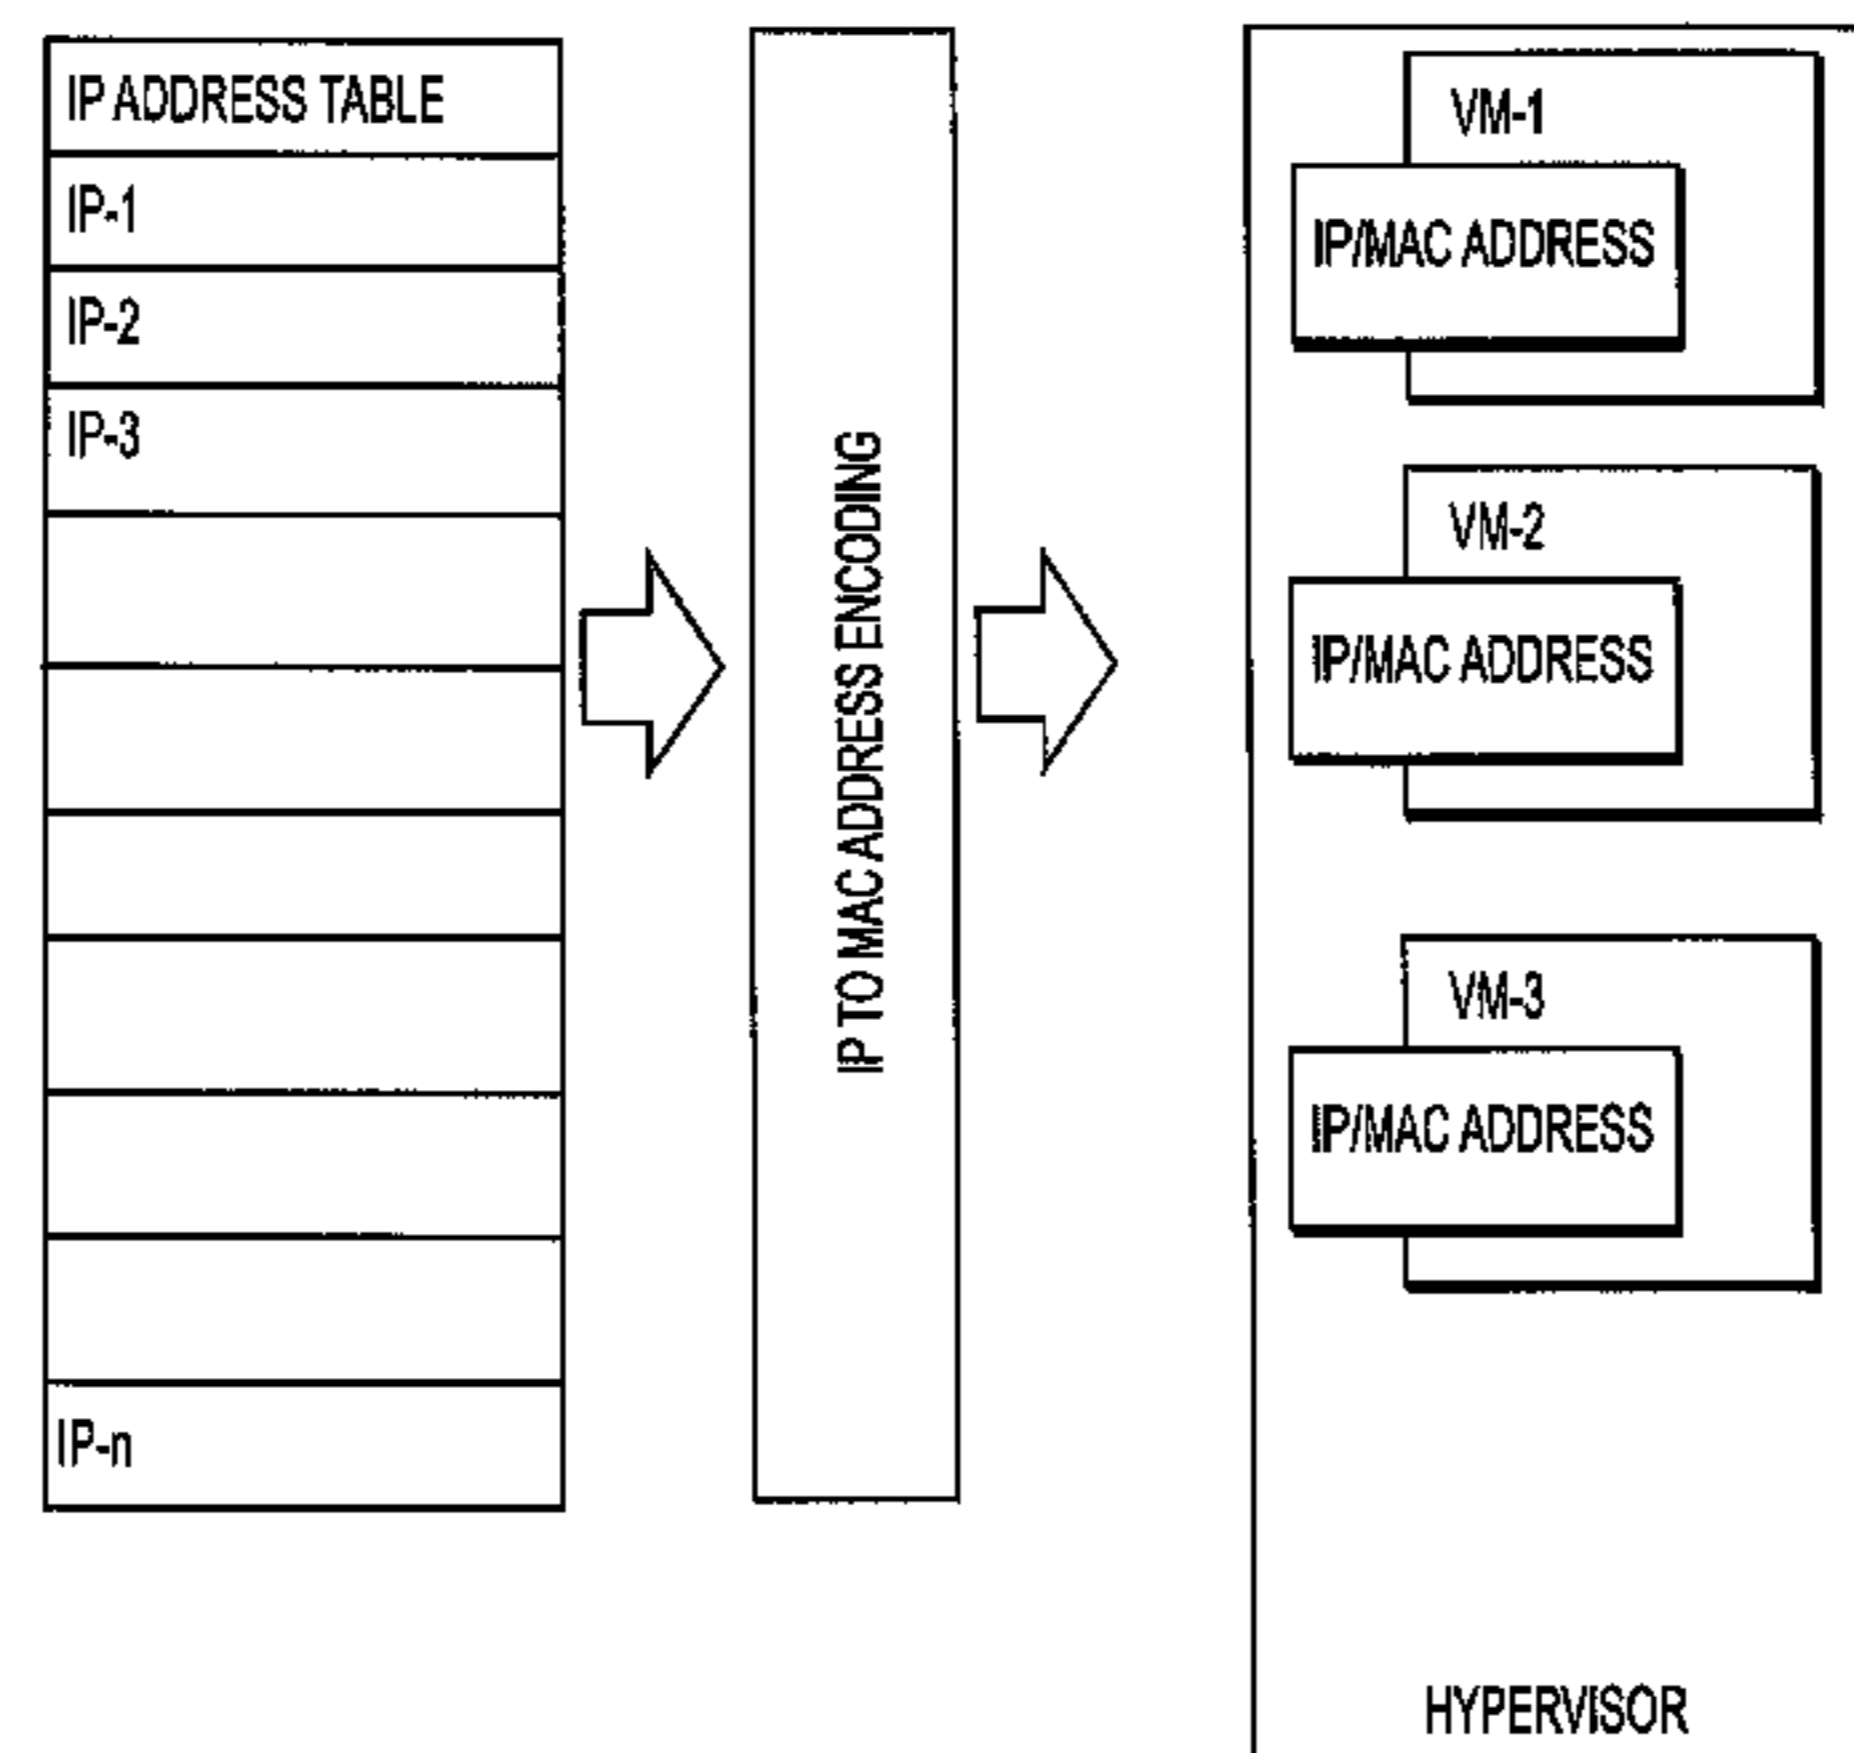 IP ADDRESS TABLE
IP-1
IP-2
IP-3
IP-n
IP TO MAC ADDRESS ENCODING
VM-1
IP/MAC ADDRESS
VM-2
IP/MAC ADDRESS
VM-3
IP/MAC ADDRESS
HYPERVISOR